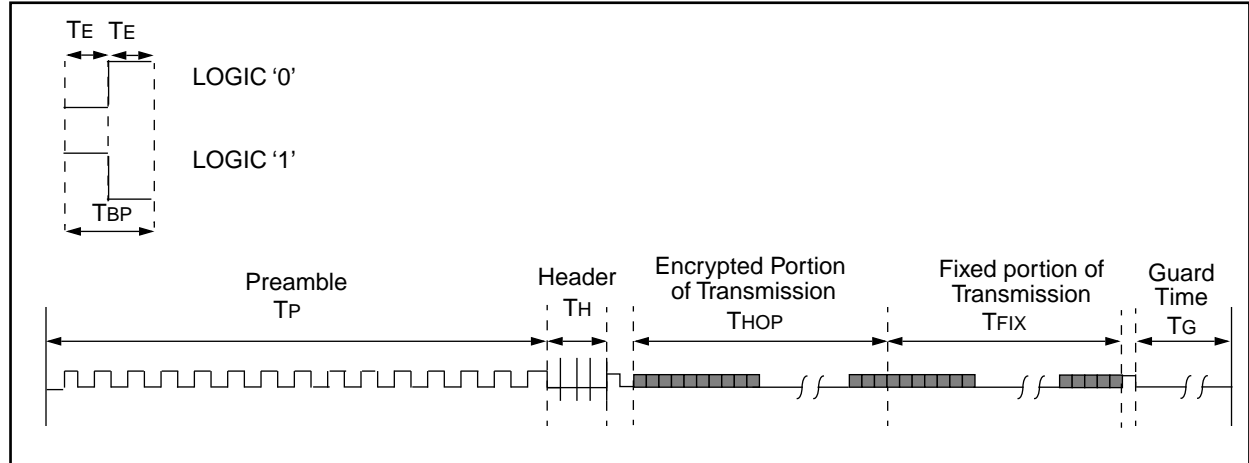 TE TE
LOGIC ‘0’
LOGIC ‘1’
TBP
Preamble
TP
Header
TH
Encrypted Portion
of Transmission
THOP
Fixed portion of
Transmission
TFIX
Guard
Time
TG